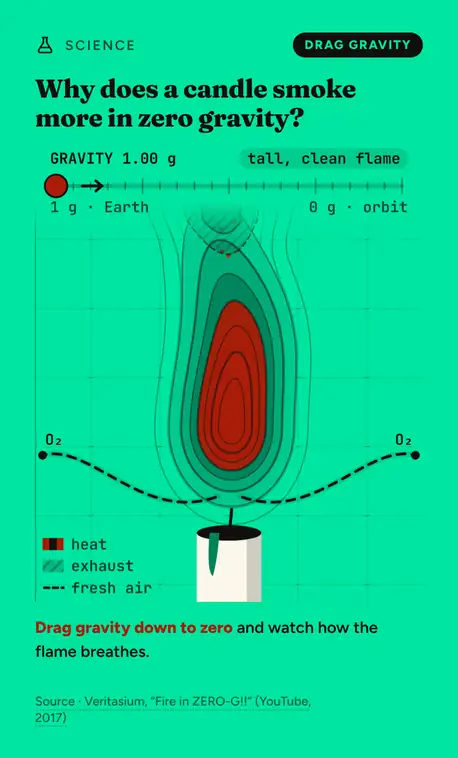 SCIENCE
DRAG GRAVITY
Why does a candle smoke
more in zero gravity?
GRAVITY 1.00 g
tall, clean flame
1 g · Earth
0 g · orbit
O₂
O₂
heat
exhaust
fresh air
Drag gravity down to zero and watch how the
flame breathes.
Source · Veritasium, “Fire in ZERO-G!!” (YouTube,
2017)